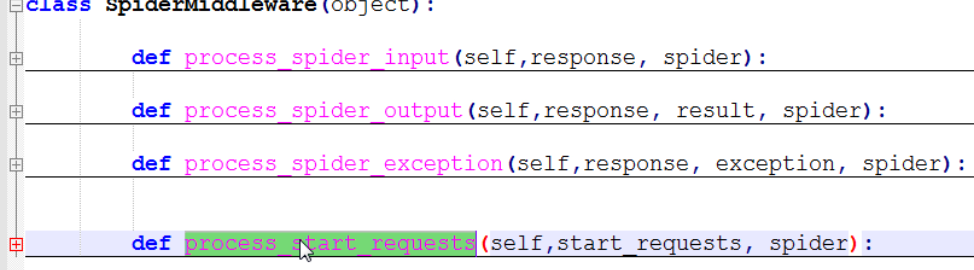 class SpiderMiddleware(object):
def process_spider_input(self,response, spider):
def process_spider_output(self,response, result, spider):
def process_spider_exception(self,response, exception, spider):
def process_start_requests(self,start_requests, spider):